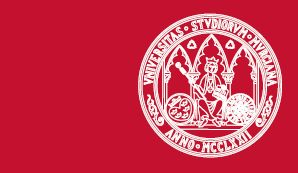 VNIVERSITAS · STVDIORVM · MVRCIANA
ANNO · MCCLXXII